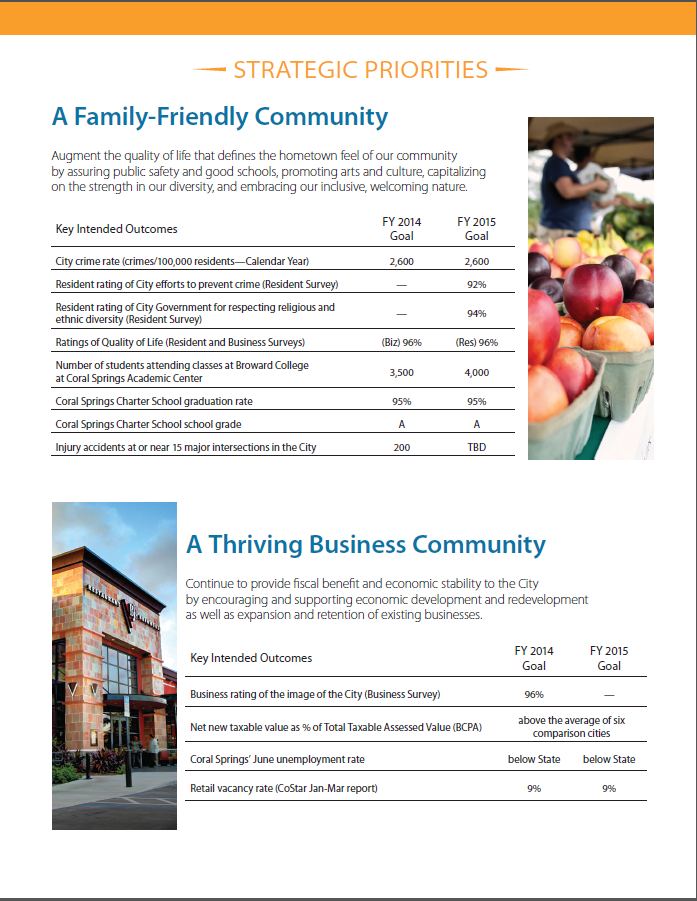 STRATEGIC PRIORITIES
A Family-Friendly Community
Augment the quality of life that defines the hometown feel of our community
by assuring public safety and good schools, promoting arts and culture, capitalizing
on the strength in our diversity, and embracing our inclusive, welcoming nature.
Key Intended Outcomes FY 2014 Goal FY 2015 Goal
City crime rate (crimes/100,000 residents—Calendar Year) 2,600 2,600
Resident rating of City efforts to prevent crime (Resident Survey) — 92%
Resident rating of City Government for respecting religious and
ethnic diversity (Resident Survey) — 94%
Ratings of Quality of Life (Resident and Business Surveys) (Biz) 96% (Res) 96%
Number of students attending classes at Broward College
at Coral Springs Academic Center 3,500 4,000
Coral Springs Charter School graduation rate 95% 95%
Coral Springs Charter School school grade A A
Injury accidents at or near 15 major intersections in the City 200 TBD
A Thriving Business Community
Continue to provide fiscal benefit and economic stability to the City
by encouraging and supporting economic development and redevelopment
as well as expansion and retention of existing businesses.
Key Intended Outcomes FY 2014 Goal FY 2015 Goal
Business rating of the image of the City (Business Survey) 96% —
Net new taxable value as % of Total Taxable Assessed Value (BCPA) above the average of six
comparison cities
Coral Springs' June unemployment rate below State below State
Retail vacancy rate (CoStar Jan-Mar report) 9% 9%
RESTAURANT